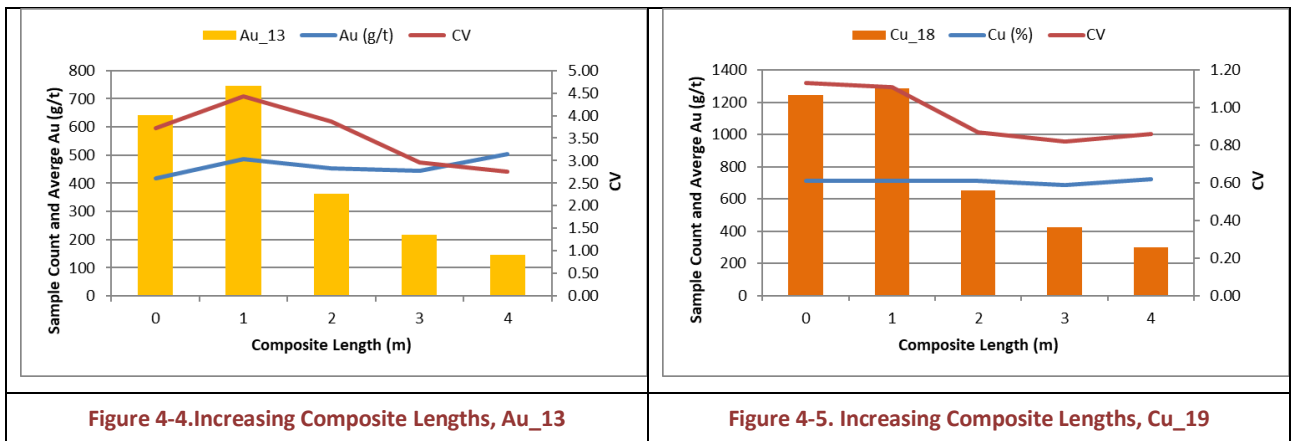 Au_13 Au (g/t) CV
800
700
600
500
400
300
200
100
0
5.00
4.50
4.00
3.50
3.00
2.50
2.00
1.50
1.00
0.50
0.00
0 1 2 3 4
Sample Count and Averge Au (g/t)
CV
Composite Length (m)
Figure 4-4.Increasing Composite Lengths, Au_13
Cu_18 Cu (%) CV
1400
1200
1000
800
600
400
200
0
1.20
1.00
0.80
0.60
0.40
0.20
0.00
0 1 2 3 4
Sample Count and Averge Au (g/t)
CV
Composite Length (m)
Figure 4-5. Increasing Composite Lengths, Cu_19